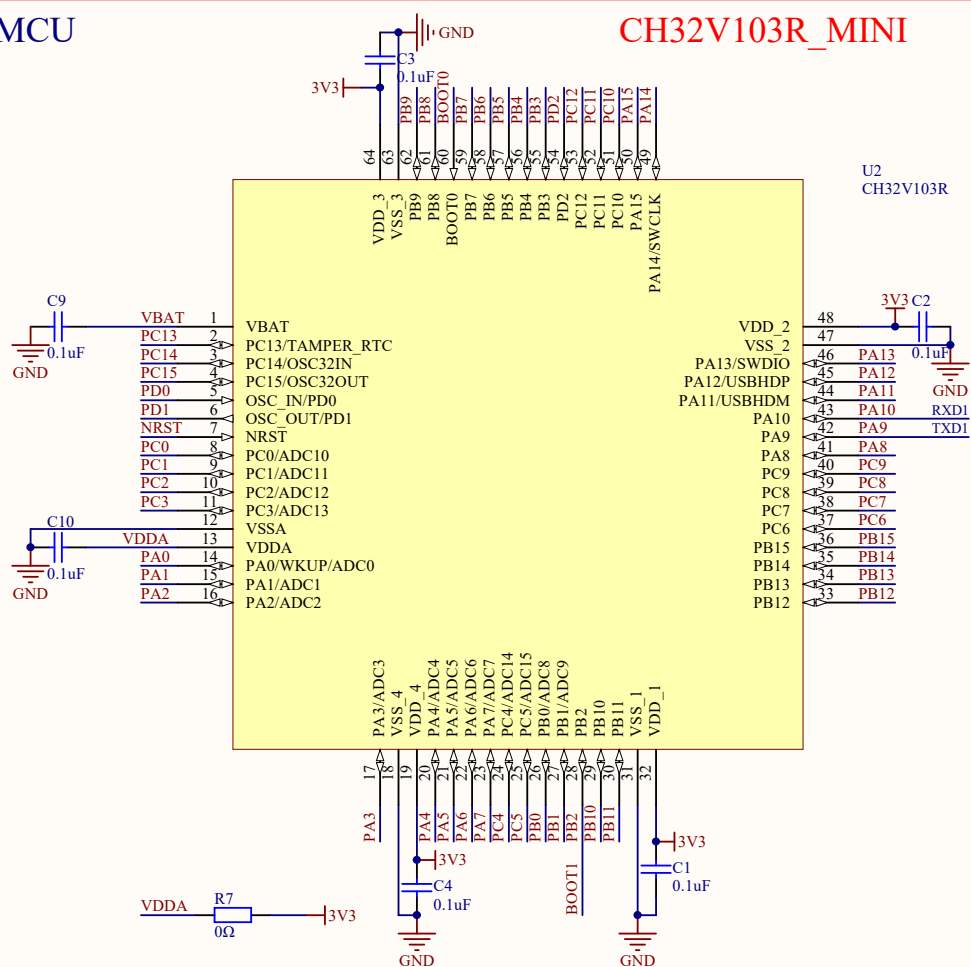 MCU
CH32V103R_MINI
GND
C3
0.1uF
3V3
PB9
PB8
BOOT0
PB7
PB6
PB5
PB4
PB3
PD2
PC12
PC11
PC10
PA15
PA14
64
63
62
61
60
59
58
57
56
55
54
53
52
51
50
49
U2
CH32V103R
VDD_3
VSS_3
PB9
PB8
BOOT0
PB7
PB6
PB5
PB4
PB3
PD2
PC12
PC11
PC10
PA15
PA14/SWCLK
C9
0.1uF
GND
VBAT 1 VBAT
PC13 2 PC13/TAMPER_RTC
PC14 3 PC14/OSC32IN
PC15 4 PC15/OSC32OUT
PD0 5 OSC_IN/PD0
PD1 6 OSC_OUT/PD1
NRST 7 NRST
PC0 8 PC0/ADC10
PC1 9 PC1/ADC11
PC2 10 PC2/ADC12
PC3 11 PC3/ADC13
12 VSSA
VDDA 13 VDDA
PA0 14 PA0/WKUP/ADC0
PA1 15 PA1/ADC1
PA2 16 PA2/ADC2
C10
0.1uF
GND
3V3 C2
0.1uF
GND
VDD_2 48
VSS_2 47
PA13/SWDIO 46 PA13
PA12/USBHDP 45 PA12
PA11/USBHDM 44 PA11
PA10 43 PA10 RXD1
PA9 42 PA9 TXD1
PA8 41 PA8
PC9 40 PC9
PC8 39 PC8
PC7 38 PC7
PC6 37 PC6
PB15 36 PB15
PB14 35 PB14
PB13 34 PB13
PB12 33 PB12
PA3/ADC3
VSS_4
VDD_4
PA4/ADC4
PA5/ADC5
PA6/ADC6
PA7/ADC7
PC4/ADC14
PC5/ADC15
PB0/ADC8
PB1/ADC9
PB2
PB10
PB11
VSS_1
VDD_1
17
18
19
20
21
22
23
24
25
26
27
28
29
30
31
32
PA3
PA4
PA5
PA6
PA7
PC4
PC5
PB0
PB1
PB2
PB10
PB11
BOOT1
3V3
C4
0.1uF
GND
3V3
C1
0.1uF
GND
VDDA R7 3V3
0Ω